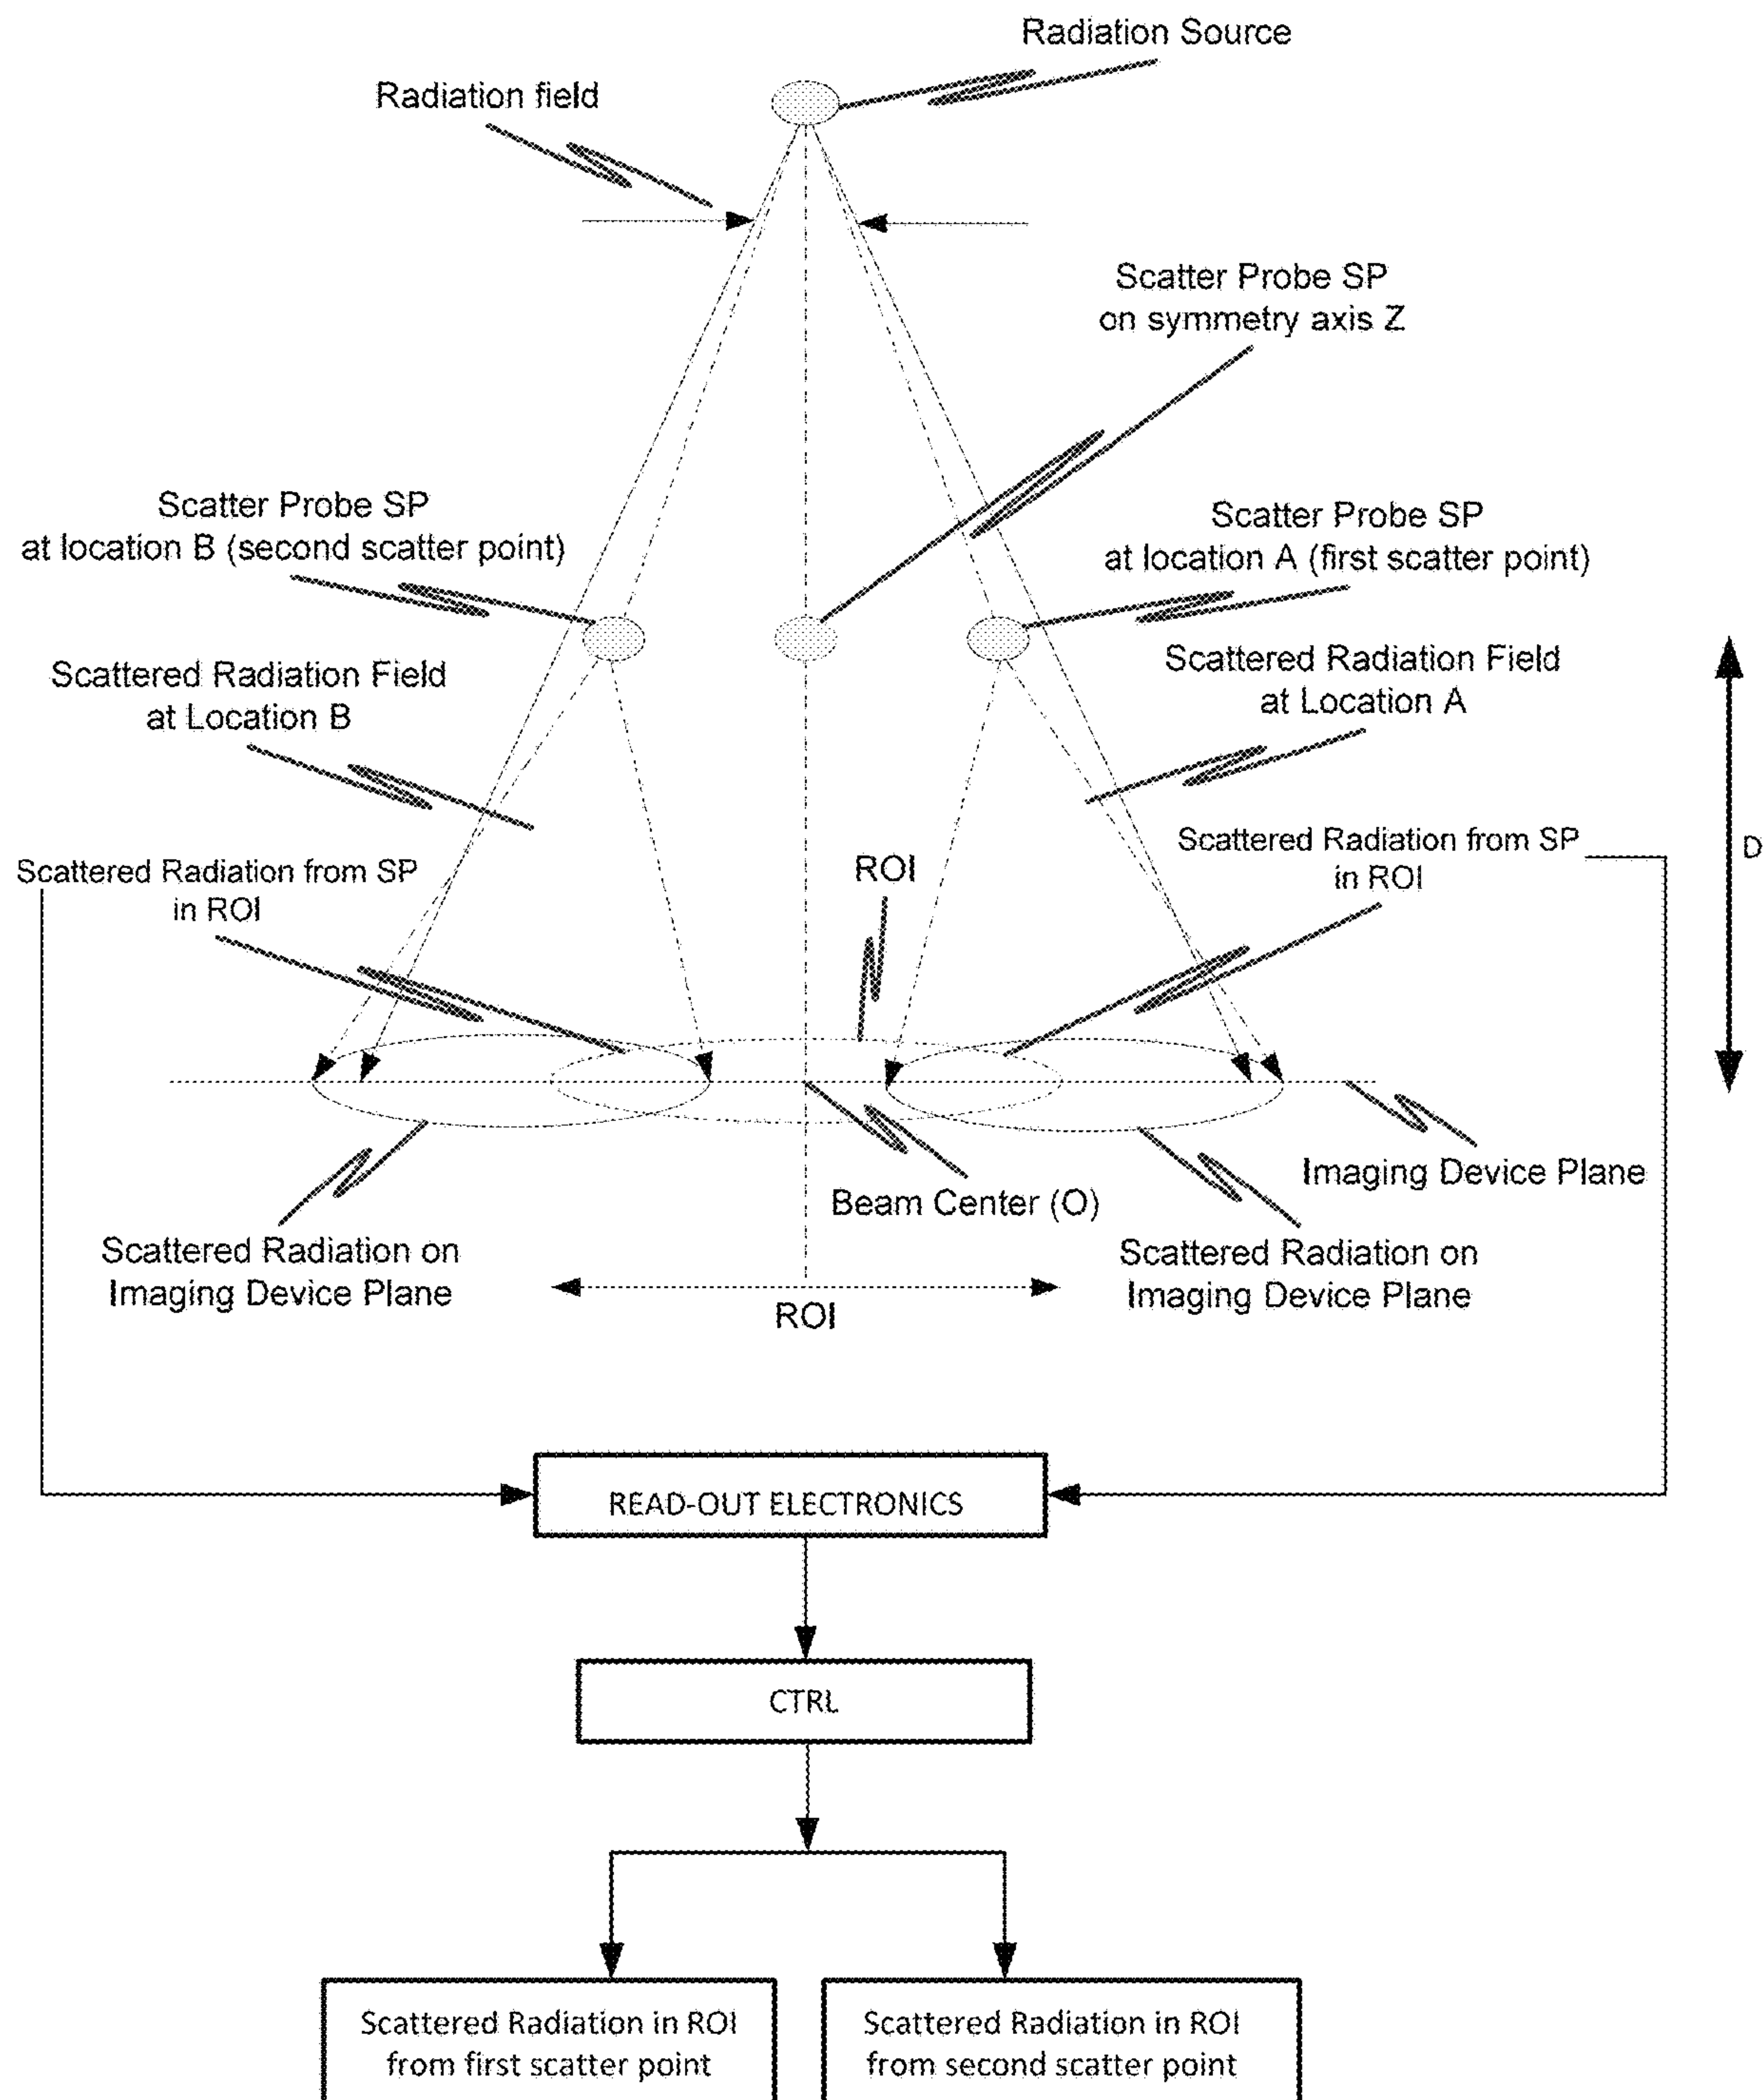 Radiation Source
Radiation field
Scatter Probe SP
on symmetry axis Z
Scatter Probe SP
at location B (second scatter point)
Scatter Probe SP
at location A (first scatter point)
Scattered Radiation Field
at Location B
Scattered Radiation Field
at Location A
D
Scattered Radiation from SP
in ROI
ROI
Scattered Radiation from SP
in ROI
Imaging Device Plane
Beam Center (O)
Scattered Radiation on
Imaging Device Plane
Scattered Radiation on
Imaging Device Plane
ROI
READ-OUT ELECTRONICS
CTRL
Scattered Radiation in ROI
from first scatter point
Scattered Radiation in ROI
from second scatter point